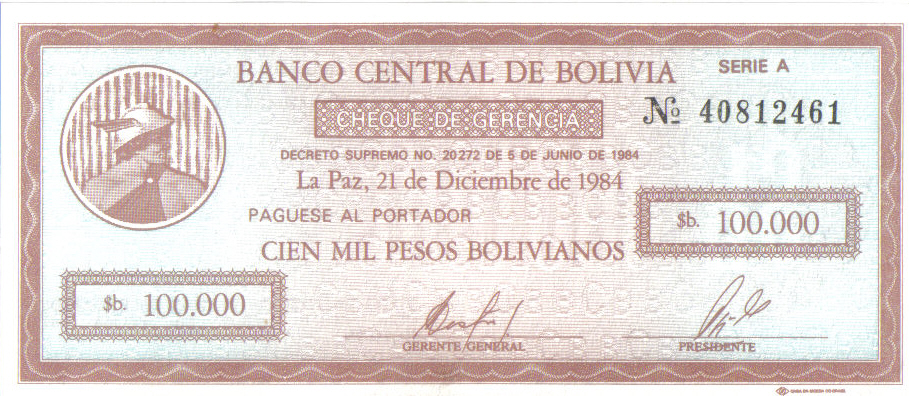 BANCO CENTRAL DE BOLIVIA
SERIE A
CHEQUE DE GERENCIA
№ 40812461
DECRETO SUPREMO NO. 20272 DE 5 DE JUNIO DE 1984
La Paz, 21 de Diciembre de 1984
PAGUESE AL PORTADOR
$b. 100.000
CIEN MIL PESOS BOLIVIANOS
$b. 100.000
GERENTE GENERAL
PRESIDENTE